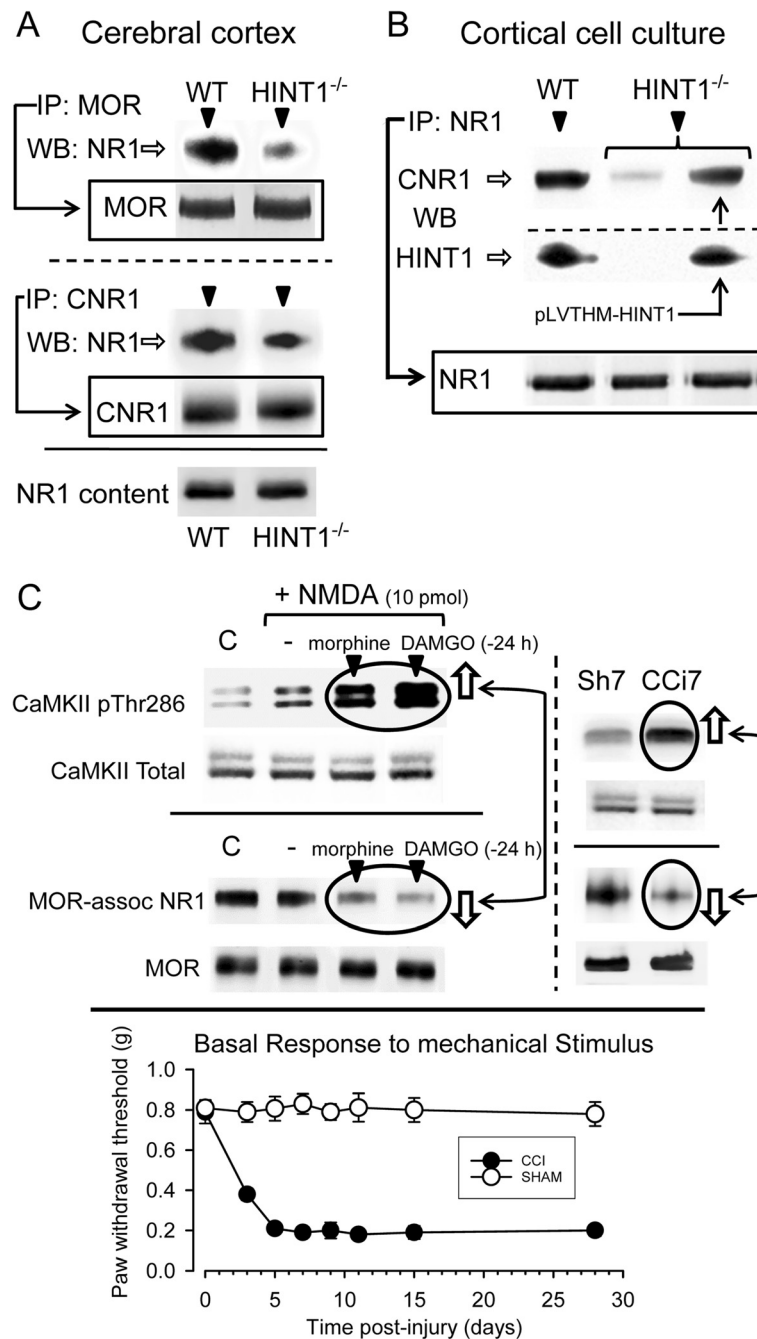 A Cerebral cortex
WT HINT1-/-
IP: MOR
WB: NR1⇨
MOR
IP: CNR1
WB: NR1⇨
CNR1
NR1 content
WT HINT1-/-
B Cortical cell culture
WT HINT1-/-
IP: NR1
CNR1 ⇨
WB
HINT1⇨
pLVTHM-HINT1
NR1
C
+ NMDA (10 pmol)
C - morphine DAMGO (-24 h)
CaMKII pThr286
CaMKII Total
C - morphine DAMGO (-24 h)
MOR-assoc NR1
MOR
Sh7 CCi7
Basal Response to mechanical Stimulus
Paw withdrawal threshold (g)
1.0
0.8
0.6
0.4
0.2
0.0
CCI
SHAM
0 5 10 15 20 25 30
Time post-injury (days)